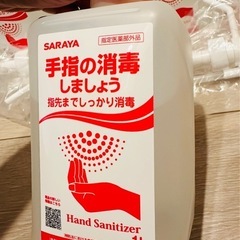 SARAYA
指定医薬部外品
手指の消毒
しましょう
指先までしっかり消毒
Hand Sanitizer
1L